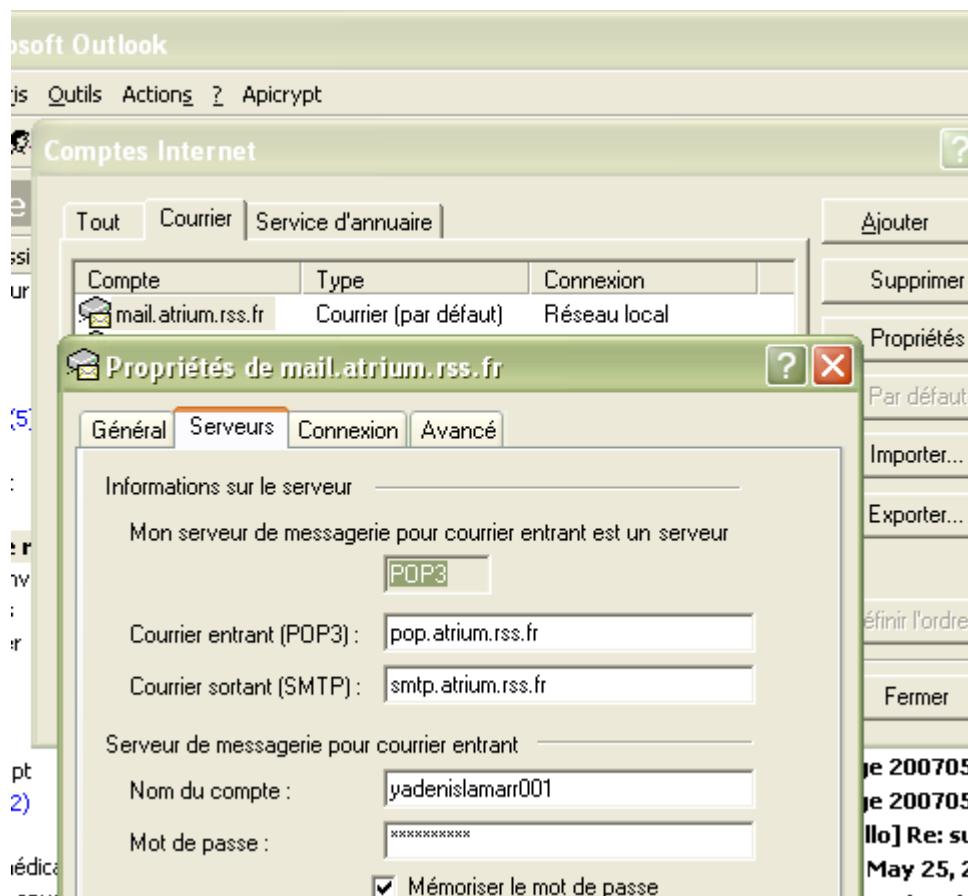 osoft Outlook
is Outils Actions ? Apicrypt
Comptes Internet
Tout Courrier Service d'annuaire
Ajouter
Compte Type Connexion
Supprimer
mail.atrium.rss.fr Courrier (par défaut) Réseau local
Propriétés
Propriétés de mail.atrium.rss.fr
Par défaut
(5)
Général Serveurs Connexion Avancé
Importer...
Informations sur le serveur
Exporter...
Mon serveur de messagerie pour courrier entrant est un serveur
POP3
Courrier entrant (POP3) : pop.atrium.rss.fr
éfinir l'ordre
Courrier sortant (SMTP) : smtp.atrium.rss.fr
Fermer
Serveur de messagerie pour courrier entrant
pt
ge 200705
Nom du compte : yadenislamarr001
2)
ge 200705
Mot de passe : **********
llo] Re: su
édica
May 25, 2
Mémoriser le mot de passe